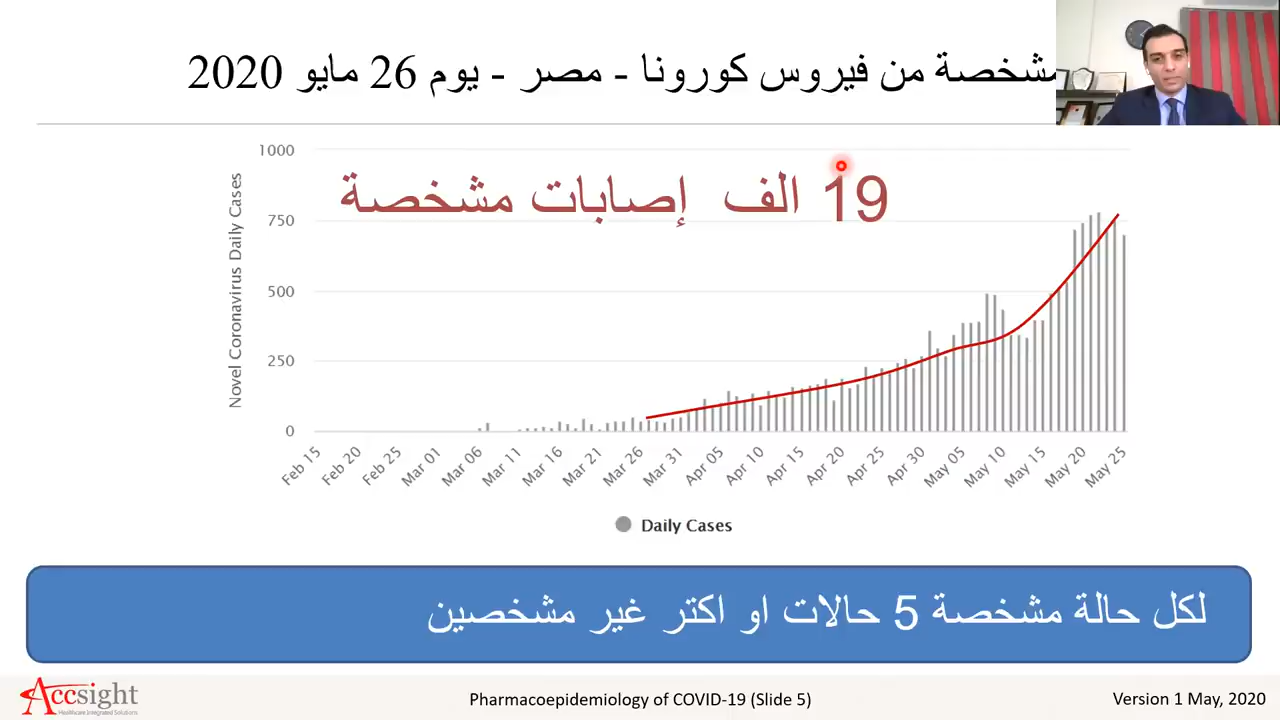 مشخصة من فيروس كورونا - مصر - يوم 26 مايو 2020
19 الف إصابات مشخصة
Novel Coronavirus Daily Cases
1000
750
500
250
0
Feb 15
Feb 20
Feb 25
Mar 01
Mar 06
Mar 11
Mar 16
Mar 21
Mar 26
Mar 31
Apr 05
Apr 10
Apr 15
Apr 20
Apr 25
Apr 30
May 05
May 10
May 15
May 20
May 25
Daily Cases
لكل حالة مشخصة 5 حالات او اكتر غير مشخصين
Accsight
Healthcare Integrated Solutions
Pharmacoepidemiology of COVID-19 (Slide 5)
Version 1 May, 2020